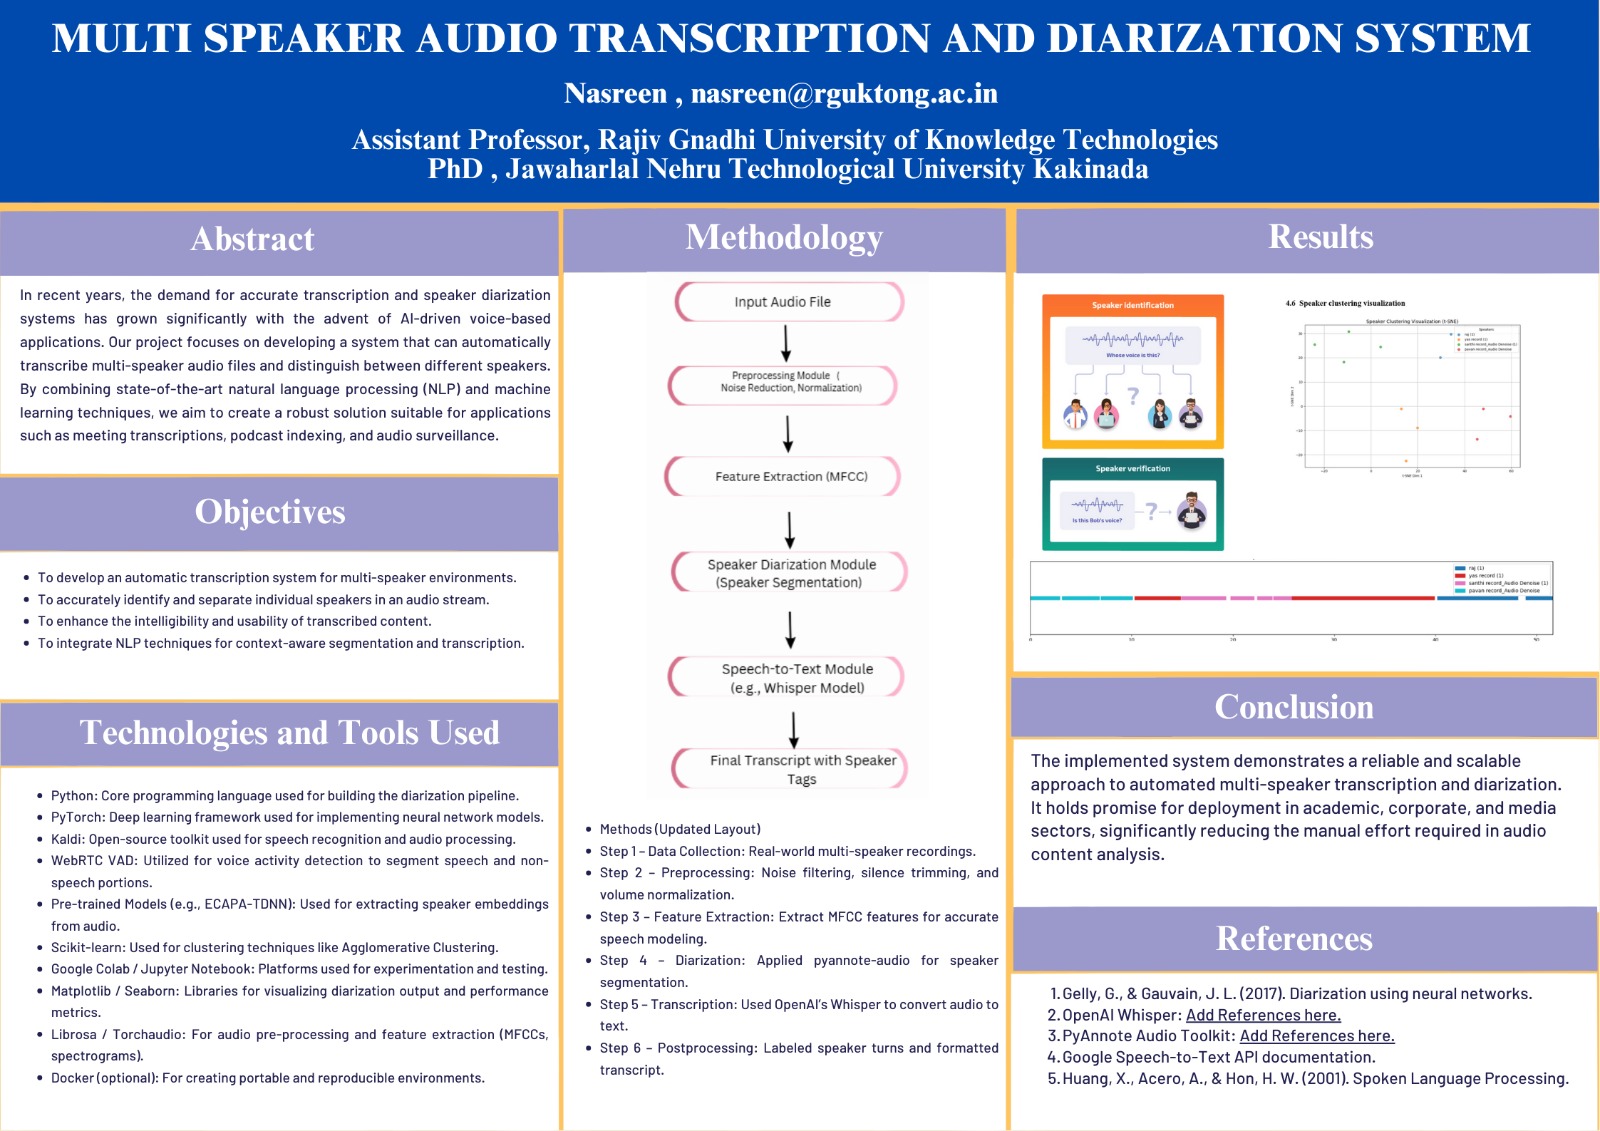 MULTI SPEAKER AUDIO TRANSCRIPTION AND DIARIZATION SYSTEM
Nasreen , nasreen@rguktong.ac.in
Assistant Professor, Rajiv Gnadhi University of Knowledge Technologies
PhD , Jawaharlal Nehru Technological University Kakinada
Abstract
In recent years, the demand for accurate transcription and speaker diarization
systems has grown significantly with the advent of AI-driven voice-based
applications. Our project focuses on developing a system that can automatically
transcribe multi-speaker audio files and distinguish between different speakers.
By combining state-of-the-art natural language processing (NLP) and machine
learning techniques, we aim to create a robust solution suitable for applications
such as meeting transcriptions, podcast indexing, and audio surveillance.
Objectives
• To develop an automatic transcription system for multi-speaker environments.
• To accurately identify and separate individual speakers in an audio stream.
• To enhance the intelligibility and usability of transcribed content.
• To integrate NLP techniques for context-aware segmentation and transcription.
Technologies and Tools Used
• Python: Core programming language used for building the diarization pipeline.
• PyTorch: Deep learning framework used for implementing neural network models.
• Kaldi: Open-source toolkit used for speech recognition and audio processing.
• WebRTC VAD: Utilized for voice activity detection to segment speech and non-
speech portions.
• Pre-trained Models (e.g., ECAPA-TDNN): Used for extracting speaker embeddings
from audio.
• Scikit-learn: Used for clustering techniques like Agglomerative Clustering.
• Google Colab / Jupyter Notebook: Platforms used for experimentation and testing.
• Matplotlib / Seaborn: Libraries for visualizing diarization output and performance
metrics.
• Librosa / Torchaudio: For audio pre-processing and feature extraction (MFCCs,
spectrograms).
• Docker (optional): For creating portable and reproducible environments.
Methodology
Input Audio File
Preprocessing Module (
Noise Reduction, Normalization)
Feature Extraction (MFCC)
Speaker Diarization Module
(Speaker Segmentation)
Speech-to-Text Module
(e.g., Whisper Model)
Final Transcript with Speaker
Tags
• Methods (Updated Layout)
• Step 1 – Data Collection: Real-world multi-speaker recordings.
• Step 2 – Preprocessing: Noise filtering, silence trimming, and
volume normalization.
• Step 3 – Feature Extraction: Extract MFCC features for accurate
speech modeling.
• Step 4 – Diarization: Applied pyannote-audio for speaker
segmentation.
• Step 5 – Transcription: Used OpenAI's Whisper to convert audio to
text.
• Step 6 – Postprocessing: Labeled speaker turns and formatted
transcript.
Results
Speaker identification
Whose voice is this?
?
Speaker verification
Is this Bob's voice?
?
4.6 Speaker clustering visualization
Speaker Clustering Visualization (t-SNE)
Speakers
raj (1)
yas record (1)
santhi record_Audio Denoise (1)
pavan record_Audio Denoise
raj (1)
yas record (1)
santhi record_Audio Denoise (1)
pavan record_Audio Denoise
0 10 20 30 40 50
Conclusion
The implemented system demonstrates a reliable and scalable
approach to automated multi-speaker transcription and diarization.
It holds promise for deployment in academic, corporate, and media
sectors, significantly reducing the manual effort required in audio
content analysis.
References
1. Gelly, G., & Gauvain, J. L. (2017). Diarization using neural networks.
2. OpenAI Whisper: Add References here.
3. PyAnnote Audio Toolkit: Add References here.
4. Google Speech-to-Text API documentation.
5. Huang, X., Acero, A., & Hon, H. W. (2001). Spoken Language Processing.